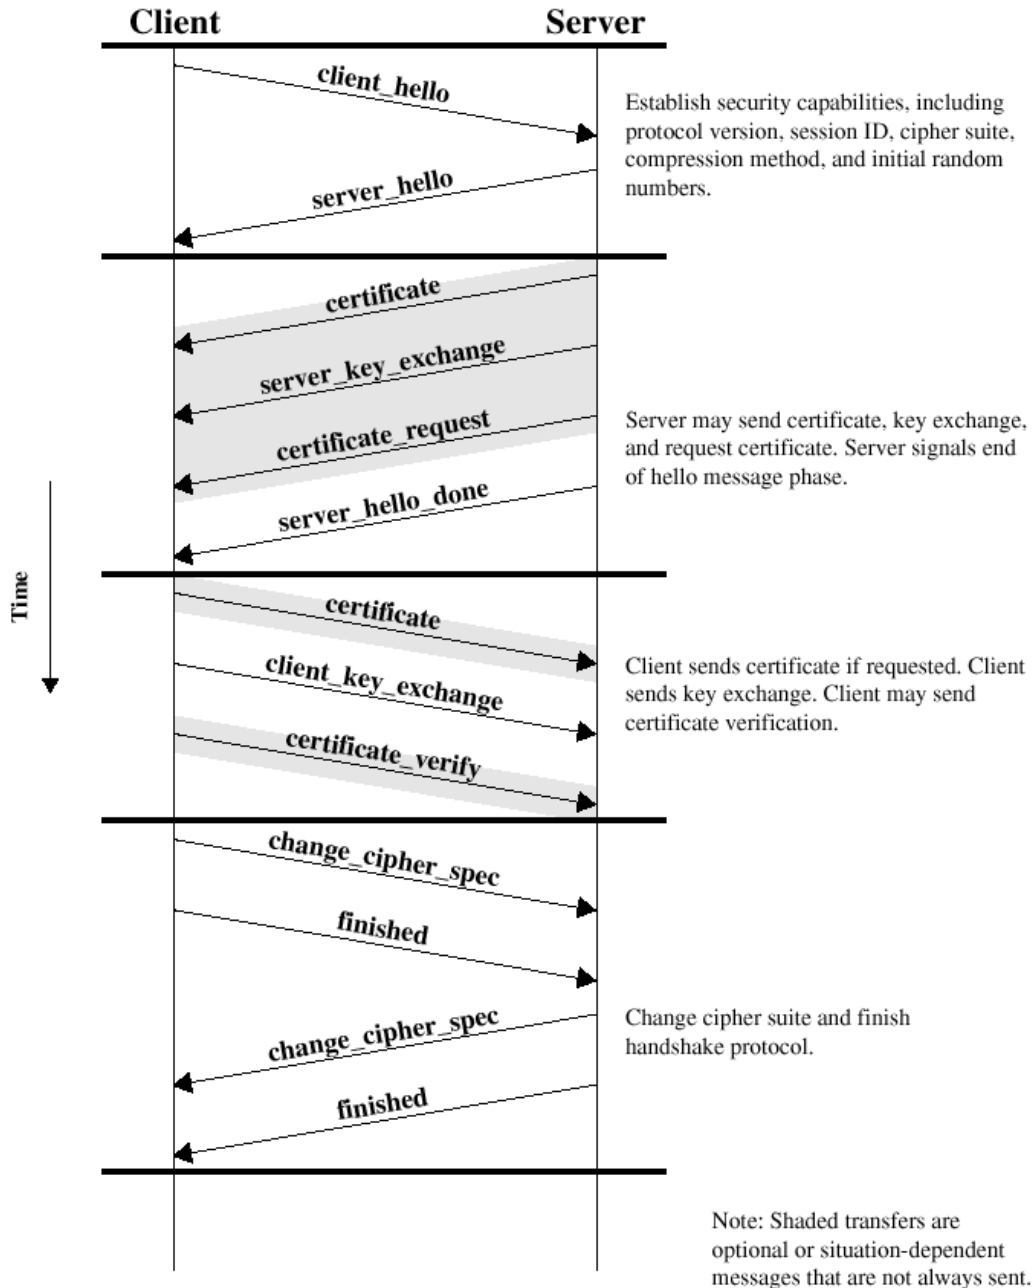 Client
Server
client_hello
Establish security capabilities, including
protocol version, session ID, cipher suite,
compression method, and initial random
numbers.
server_hello
certificate
server_key_exchange
certificate_request
Server may send certificate, key exchange,
and request certificate. Server signals end
of hello message phase.
server_hello_done
Time
certificate
client_key_exchange
Client sends certificate if requested. Client
sends key exchange. Client may send
certificate verification.
certificate_verify
change_cipher_spec
finished
change_cipher_spec
Change cipher suite and finish
handshake protocol.
finished
Note: Shaded transfers are
optional or situation-dependent
messages that are not always sent.